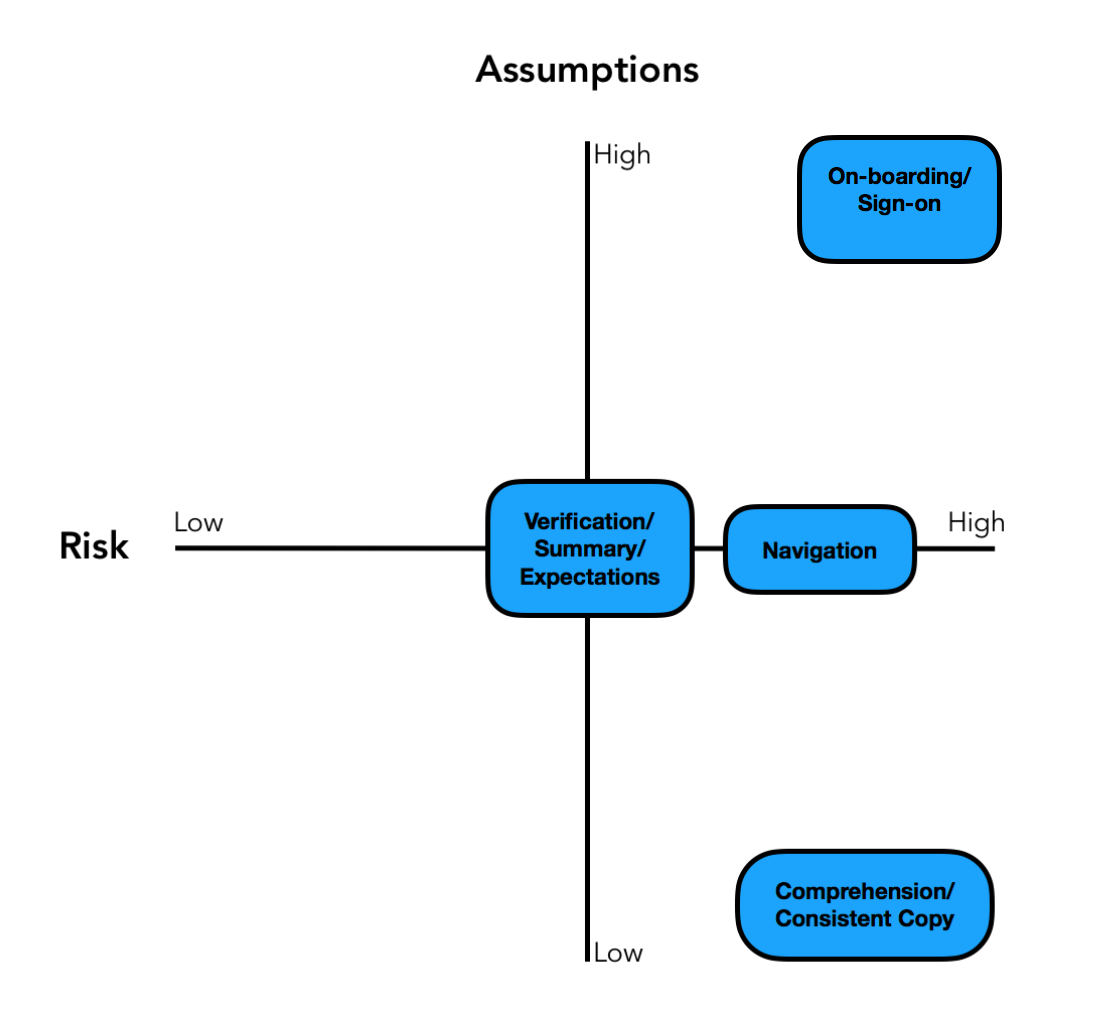 Assumptions
High
On-boarding/
Sign-on
Low
High
Risk
Verification/
Summary/
Expectations
Navigation
Comprehension/
Consistent Copy
Low